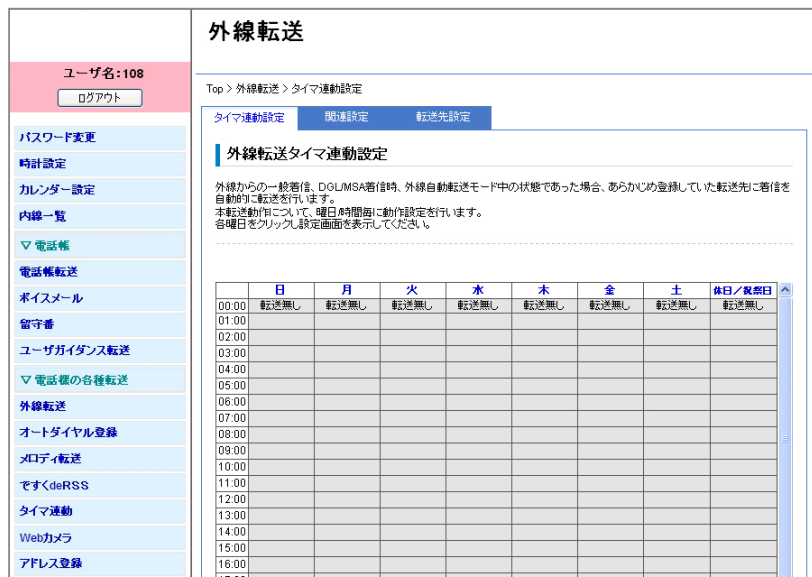 外線転送
ユーザ名:108
ログアウト
Top > 外線転送 > タイマ連動設定
タイマ連動設定 関連設定 転送先設定
パスワード変更
時計設定
カレンダー設定
内線一覧
▽ 電話帳
電話帳転送
ボイスメール
留守番
ユーザガイダンス転送
▽ 電話機の各種転送
外線転送
オートダイヤル登録
メロディ転送
ですくdeRSS
タイマ連動
Webカメラ
アドレス登録
外線転送タイマ連動設定
外線からの一般着信、DGL/MSA着信時、外線自動転送モード中の状態であった場合、あらかじめ登録していた転送先に着信を
自動的に転送を行います。
本転送動作について、曜日/時間毎に動作設定を行います。
各曜日をクリックし設定画面を表示してください。
日 月 火 水 木 金 土 休日/祝祭日
00:00 転送無し 転送無し 転送無し 転送無し 転送無し 転送無し 転送無し 転送無し
01:00
02:00
03:00
04:00
05:00
06:00
07:00
08:00
09:00
10:00
11:00
12:00
13:00
14:00
15:00
16:00